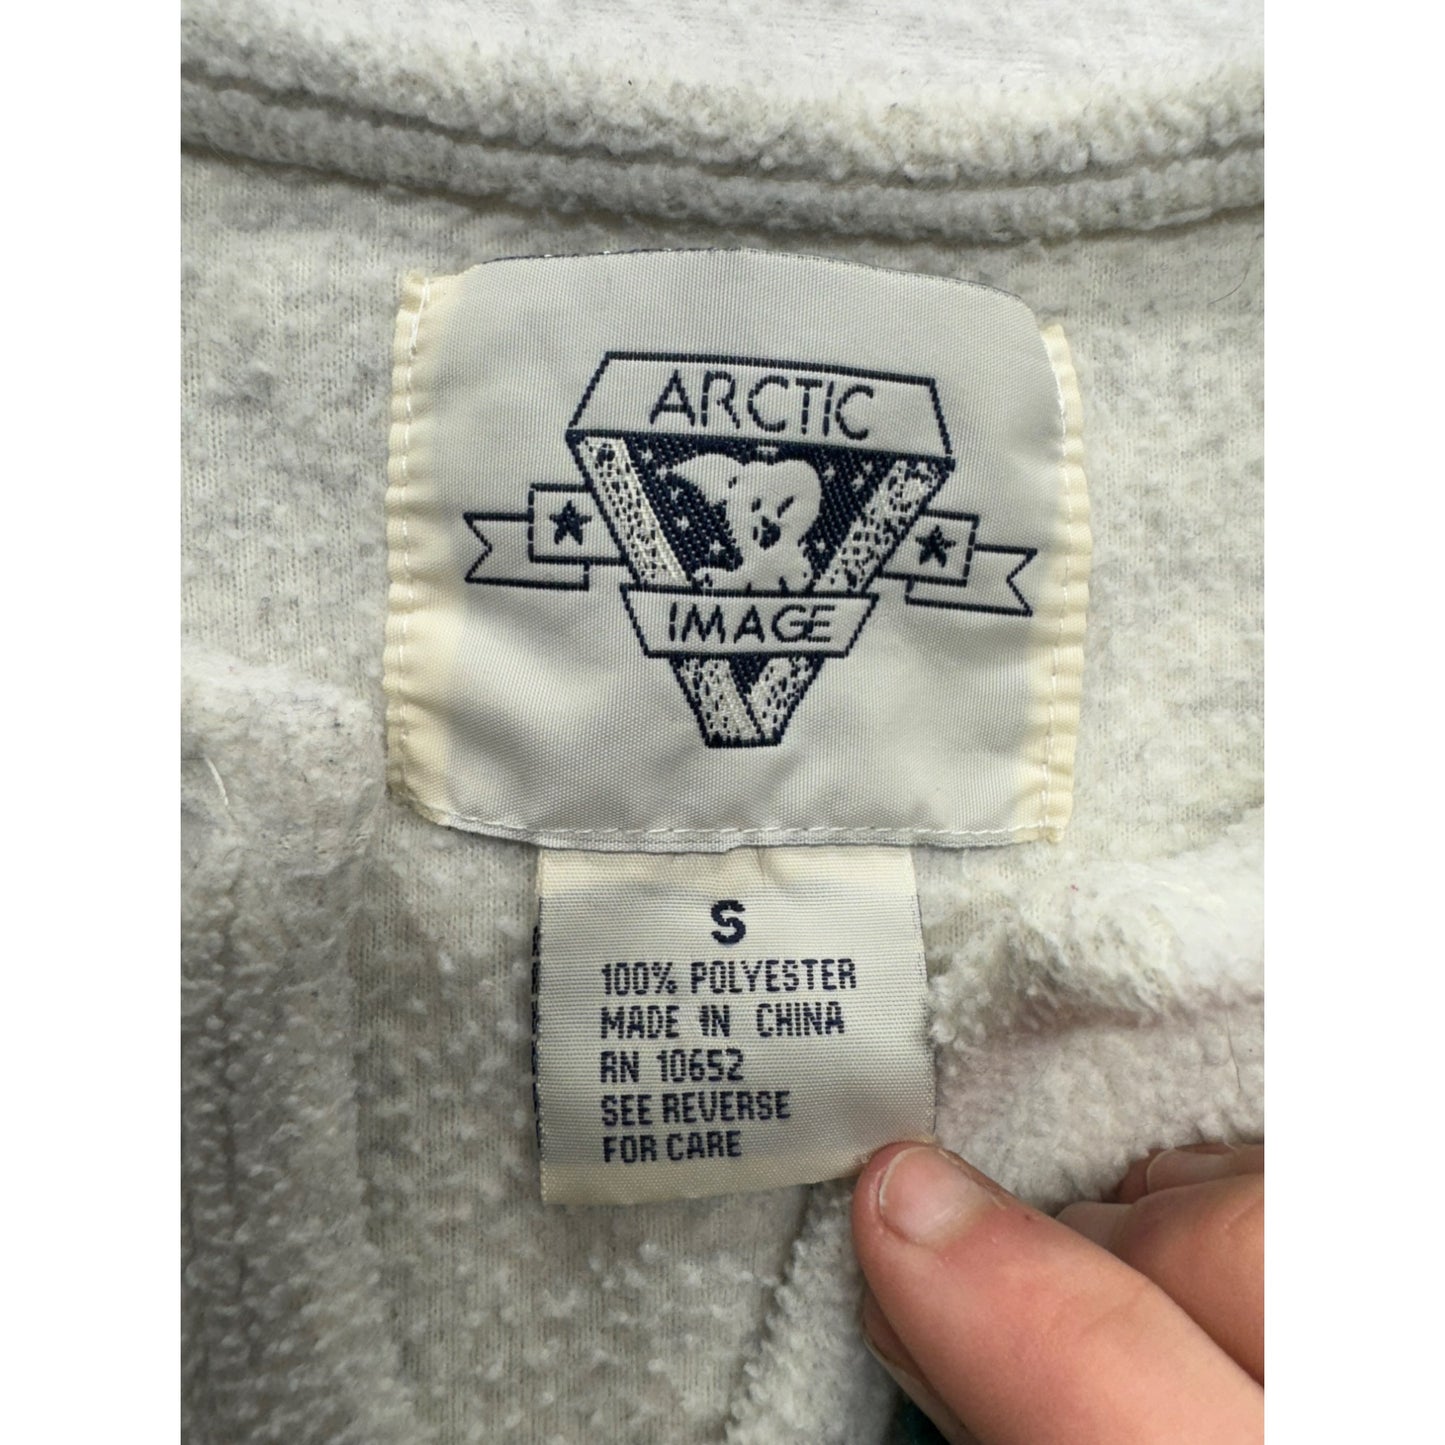 ARCTIC
IMAGE
S
100% POLYESTER
MADE IN CHINA
RN 10652
SEE REVERSE
FOR CARE